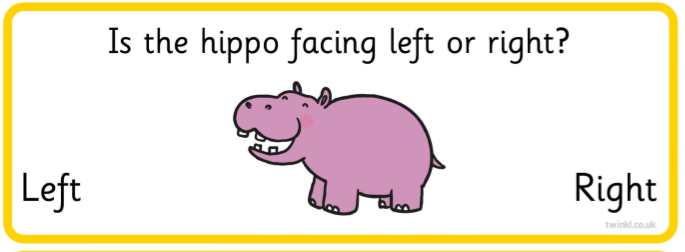 Is the hippo facing left or right?
Left
Right
twinkl.co.uk